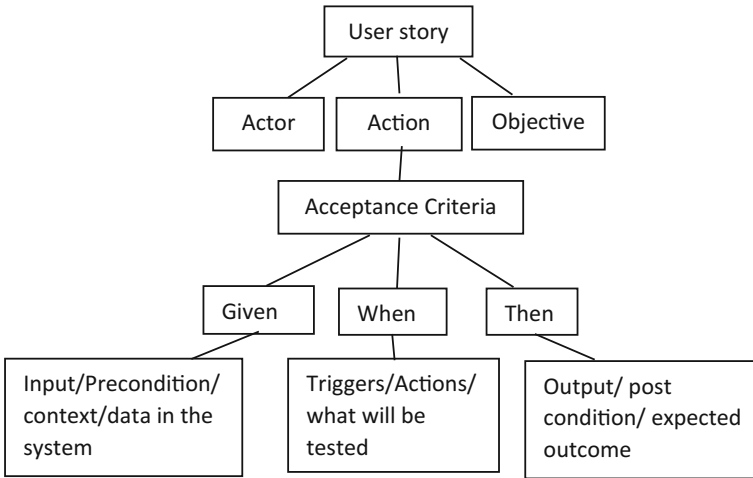 User story
Actor
Action
Objective
Acceptance Criteria
Given
When
Then
Input/Precondition/
context/data in the
system
Triggers/Actions/
what will be
tested
Output/ post
condition/ expected
outcome